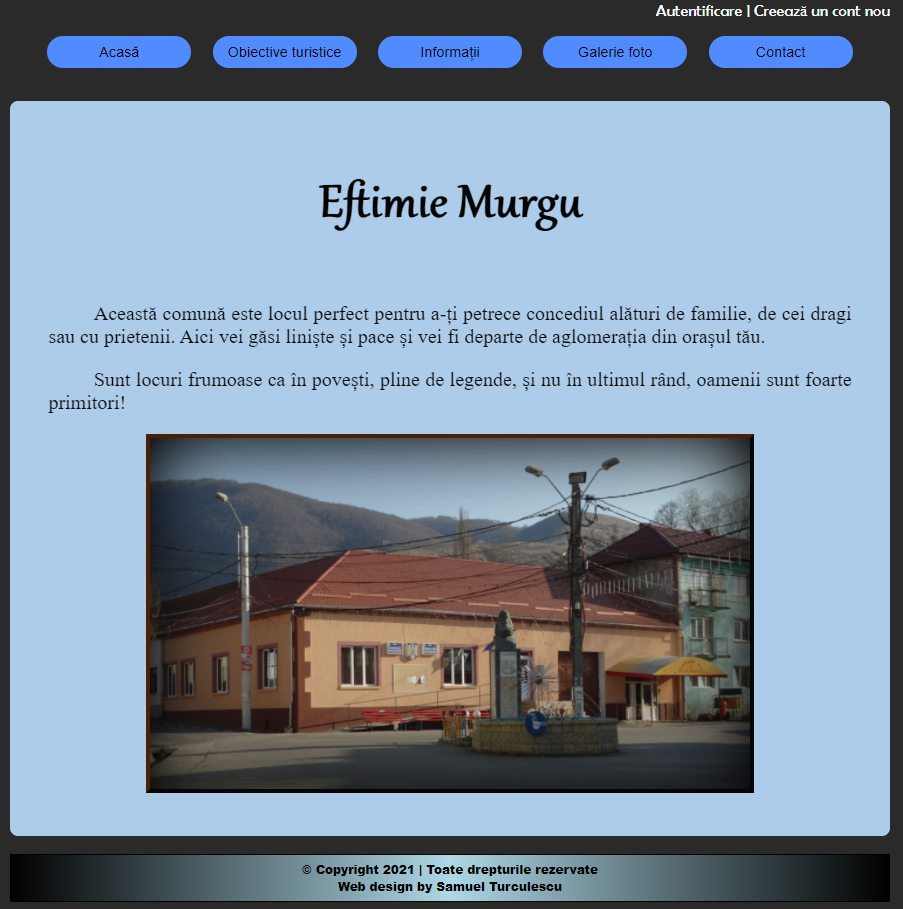 Autentificare | Creează un cont nou
Acasă
Obiective turistice
Informații
Galerie foto
Contact
Eftimie Murgu
Această comună este locul perfect pentru a-ți petrece concediul alături de familie, de cei dragi
sau cu prietenii. Aici vei găsi liniște și pace și vei fi departe de aglomerația din orașul tău.
Sunt locuri frumoase ca în povești, pline de legende, și nu în ultimul rând, oamenii sunt foarte
primitori!
© Copyright 2021 | Toate drepturile rezervate
Web design by Samuel Turculescu